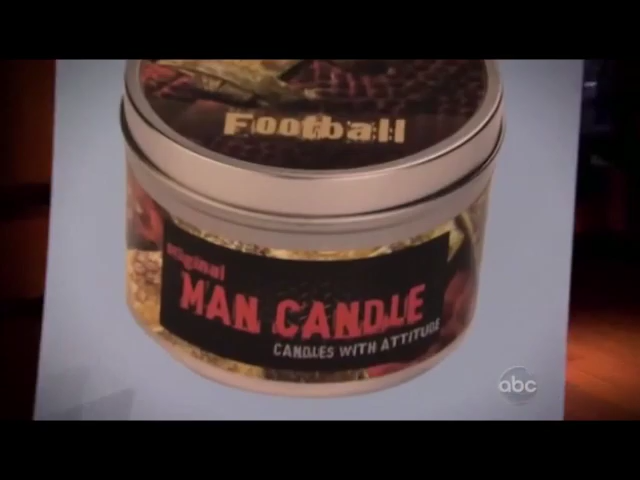 Football
original
MAN CANDLE
CANDLES WITH ATTITUDE
abc